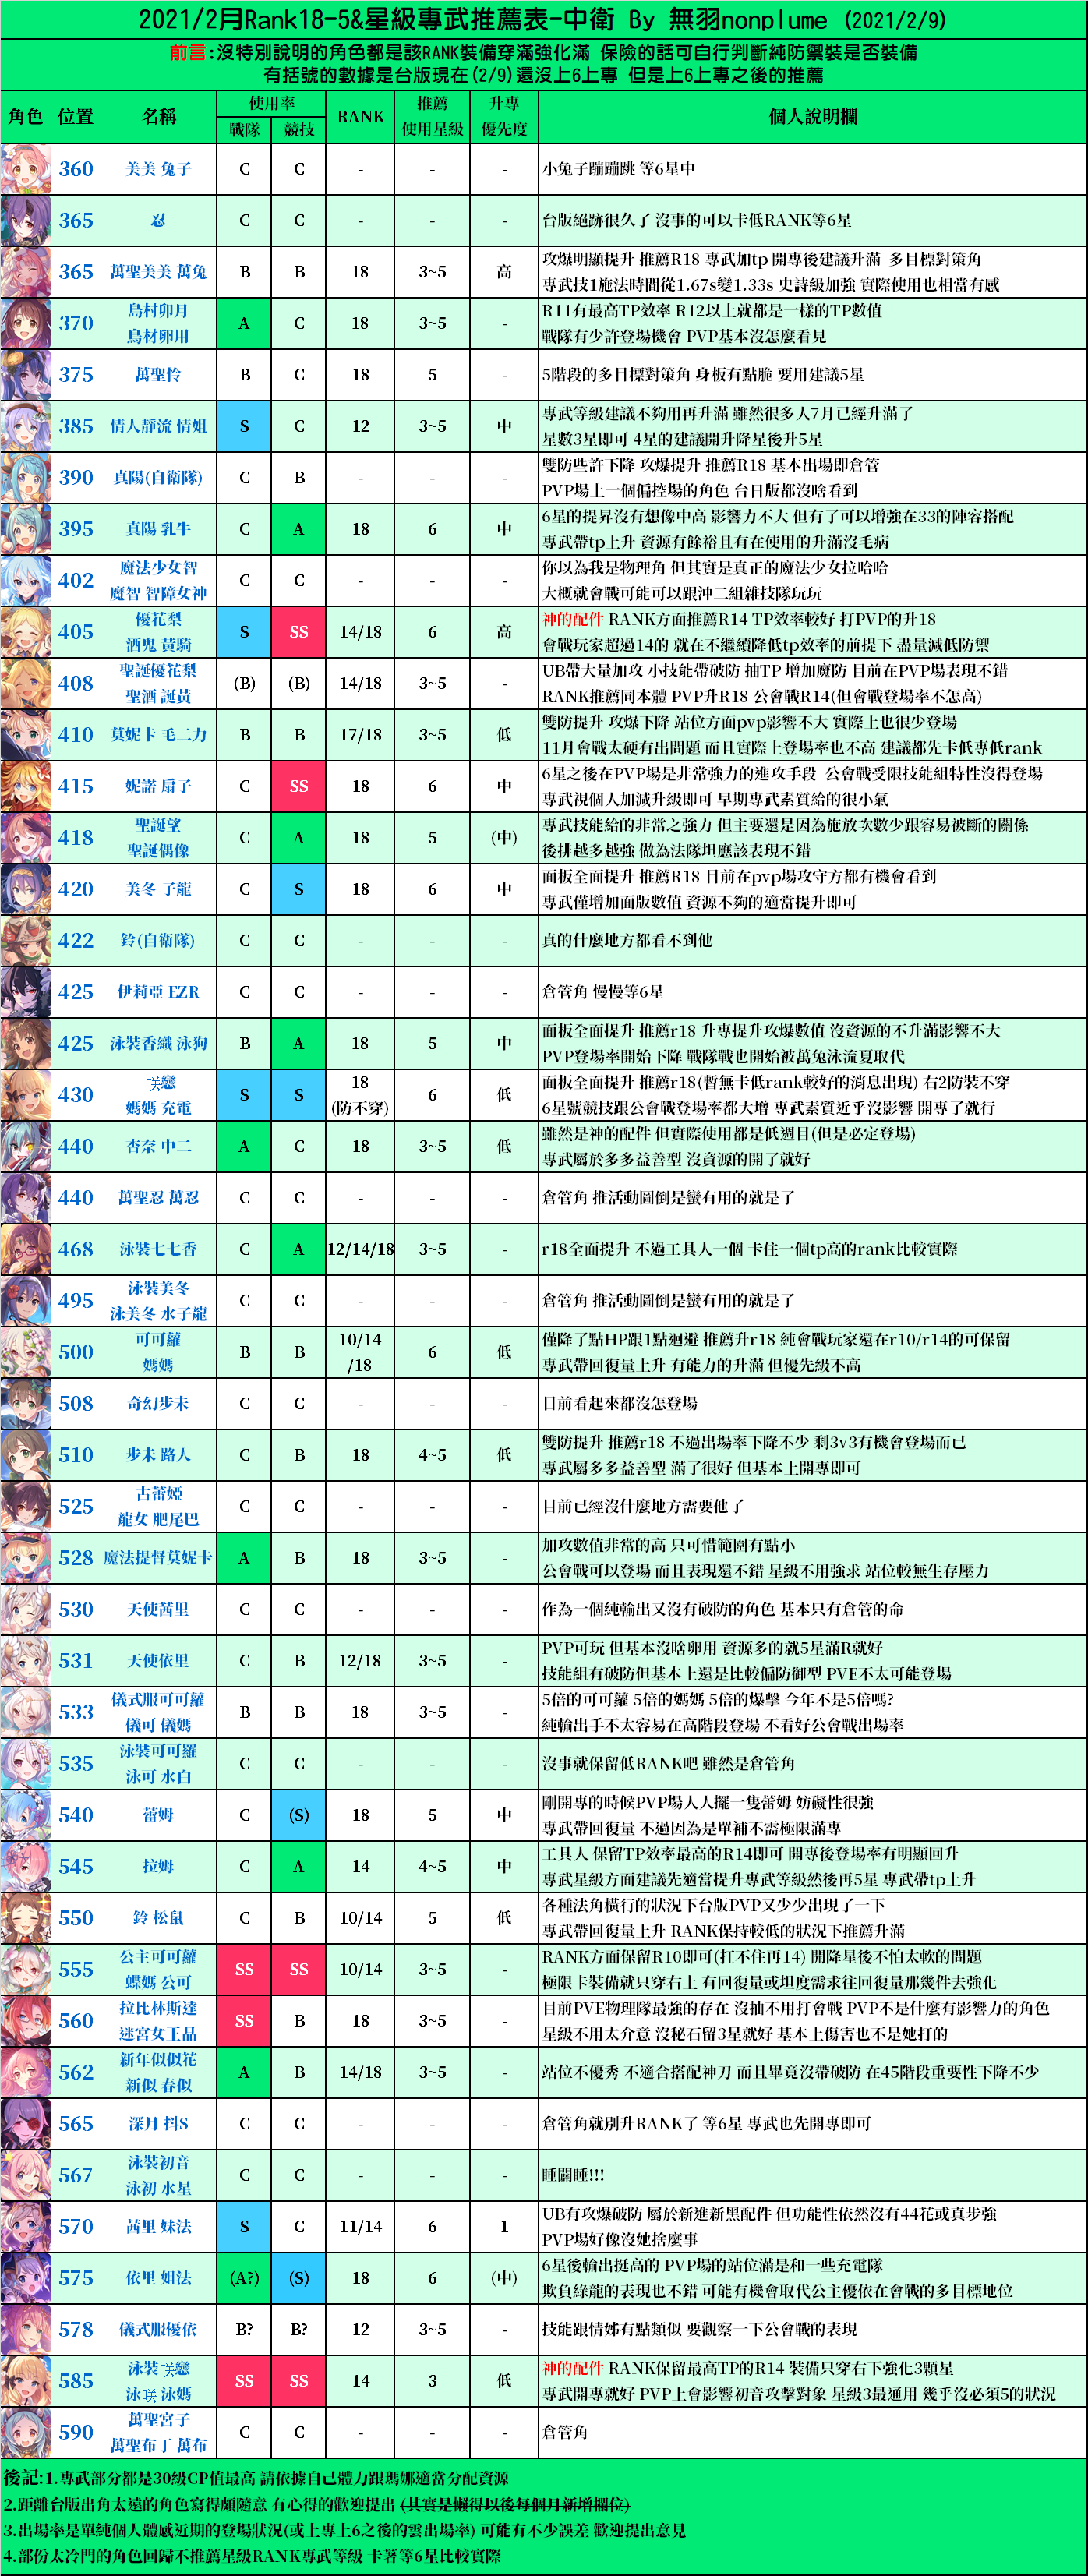 2021/2月Rank18-5&星級專武推薦表-中衛 By 無羽nonplume (2021/2/9)
前言:沒特別說明的角色都是該RANK裝備穿滿強化滿 保險的話可自行判斷純防禦裝是否裝備
有括號的數據是台版現在(2/9)還沒上6上專 但是上6上專之後的推薦
角色 位置 名稱 使用率 戰隊 競技 RANK 推薦 使用星級 升專 優先度 個人說明欄
360 美美 兔子 C C - - - 小兔子蹦蹦跳 等6星中
365 忍 C C - - - 台版絕跡很久了 沒事的可以卡低RANK等6星
365 萬聖美美 萬兔 B B 18 3~5 高 攻爆明顯提升 推薦R18 專武加tp 開專後建議升滿 多目標對策角
專武技1施法時間從1.67s變1.33s 史詩級加強 實際使用也相當有感
370 島村卯月 A C 18 3~5 - R11有最高TP效率 R12以上就都是一樣的TP數值
島村卵用 戰隊有少許登場機會 PVP基本沒怎麼看見
375 萬聖怜 B C 18 5 - 5階段的多目標對策角 身板有點脆 要用建議5星
385 情人靜流 情姐 S C 12 3~5 中 專武等級建議不夠用再升滿 雖然很多人7月已經升滿了
星數3星即可 4星的建議開升降星後升5星
390 真陽(自衛隊) C B - - - 雙防些許下降 攻爆提升 推薦R18 基本出場即倉管
PVP場上一個偏控場的角色 台日版都沒啥看到
395 真陽 乳牛 C A 18 6 中 6星的提昇沒有想像中高 影響力不大 但有了可以增強在33的陣容搭配
專武帶tp上升 資源有餘裕且有在使用的升滿沒毛病
402 魔法少女智 C C - - - 你以為我是物理角 但其實是真正的魔法少女拉哈哈
魔智 智障女神 大概就會戰可能可以跟沖二組雜技隊玩玩
405 優花梨 S SS 14/18 6 高 神的配件 RANK方面推薦R14 TP效率較好 打PVP的升18
酒鬼 黃騎 會戰玩家超過14的 就在不繼續降低tp效率的前提下 盡量減低防禦
408 聖誕優花梨 (B) (B) 14/18 3~5 - UB帶大量加攻 小技能帶破防 抽TP 增加魔防 目前在PVP場表現不錯
聖酒 誕黃 RANK推薦同本體 PVP升R18 公會戰R14(但會戰登場率不怎高)
410 莫妮卡 毛二力 B B 17/18 3~5 低 雙防提升 攻爆下降 站位方面pvp影響不大 實際上也很少登場
11月會戰太硬有出問題 而且實際上登場率也不高 建議都先卡低專低rank
415 妮諾 扇子 C SS 18 6 中 6星之後在PVP場是非常強力的進攻手段 公會戰受限技能組特性沒得登場
專武視個人加減升級即可 早期專武素質給的很小氣
418 聖誕望 C A 18 5 (中) 專武技能給的非常之強力 但主要還是因為施放次數少跟容易被斷的關係
聖誕偶像 後排越多越強 做為法隊坦應該表現不錯
420 美冬 子龍 C S 18 6 中 面板全面提升 推薦R18 目前在pvp場攻守方都有機會看到
專武僅增加面版數值 資源不夠的適當提升即可
422 鈴(自衛隊) C C - - - 真的什麼地方都看不到他
425 伊莉亞 EZR C C - - - 倉管角 慢慢等6星
425 泳裝香織 泳狗 B A 18 5 中 面板全面提升 推薦r18 升專提升攻爆數值 沒資源的不升滿影響不大
PVP登場率開始下降 戰隊戰也開始被萬兔泳流夏取代
430 咲戀 S S 18 6 低 面板全面提升 推薦r18(暫無卡低rank較好的消息出現) 右2防裝不穿
媽媽 充電 (防不穿) 6星號競技跟公會戰登場率都大增 專武素質近乎沒影響 開專了就行
440 杏奈 中二 A C 18 3~5 低 雖然是神的配件 但實際使用都是低週目(但是必定登場)
專武屬於多多益善型 沒資源的開了就好
440 萬聖忍 萬忍 C C - - - 倉管角 推活動圖倒是蠻有用的就是了
468 泳裝七七香 C A 12/14/18 3~5 - r18全面提升 不過工具人一個 卡住一個tp高的rank比較實際
495 泳裝美冬 C C - - - 倉管角 推活動圖倒是蠻有用的就是了
泳美冬 水子龍
500 可可蘿 B B 10/14 6 低 僅降了點HP跟1點迴避 推薦升r18 純會戰玩家還在r10/r14的可保留
媽媽 /18 專武帶回復量上升 有能力的升滿 但優先級不高
508 奇幻步未 C C - - - 目前看起來都沒怎登場
510 步未 路人 C B 18 4~5 低 雙防提升 推薦r18 不過出場率下降不少 剩3v3有機會登場而已
專武屬多多益善型 滿了很好 但基本上開專即可
525 古蕾婭 C C - - - 目前已經沒什麼地方需要他了
龍女 肥尾巴
528 魔法提督莫妮卡 A B 18 3~5 - 加攻數值非常的高 只可惜範圍有點小
公會戰可以登場 而且表現還不錯 星級不用強求 站位較無生存壓力
530 天使茜里 C C - - - 作為一個純輸出又沒有破防的角色 基本只有倉管的命
531 天使依里 C B 12/18 3~5 - PVP可玩 但基本沒啥卵用 資源多的就5星滿R就好
技能組有破防但基本上還是比較偏防御型 PVE不太可能登場
533 儀式服可可蘿 B B 18 3~5 - 5倍的可可蘿 5倍的媽媽 5倍的爆擊 今年不是5倍嗎?
儀可 儀媽 純輸出手不太容易在高階段登場 不看好公會戰出場率
535 泳裝可可羅 C C - - - 沒事就保留低RANK吧 雖然是倉管角
泳可 水白
540 蕾姆 C (S) 18 5 中 剛開專的時候PVP場人人擺一隻蕾姆 妨礙性很強
專武帶回復量 不過因為是單補不需極限滿專
545 拉姆 C A 14 4~5 中 工具人 保留TP效率最高的R14即可 開專後登場率有明顯回升
專武星級方面建議先適當提升專武等級然後再5星 專武帶tp上升
550 鈴 松鼠 C B 10/14 5 低 各種法角橫行的狀況下台版PVP又少少出現了一下
專武帶回復量上升 RANK保持較低的狀況下推薦升滿
555 公主可可蘿 SS SS 10/14 3~5 - RANK方面保留R10即可(扛不住再14) 開降星後不怕太軟的問題
蝶媽 公可 極限卡裝備就只穿右上 有回復量或坦度需求往回復量那幾件去強化
560 拉比林斯達 SS B 18 3~5 - 目前PVE物理隊最強的存在 沒抽不用打會戰 PVP不是什麼有影響力的角色
迷宮女王晶 星級不用太介意 沒秘石留3星就好 基本上傷害也不是她打的
562 新年似似花 A B 14/18 3~5 - 站位不優秀 不適合搭配神刀 而且畢竟沒帶破防 在45階段重要性下降不少
新似 春似
565 深月 抖S C C - - - 倉管角就別升RANK了 等6星 專武也先開專即可
567 泳裝初音 C C - - - 睡關睡!!!
泳初 水星
570 茜里 妹法 S C 11/14 6 1 UB有攻爆破防 屬於新進新黑配件 但功能性依然沒有44花或真步強
PVP場好像沒她捨麼事
575 依里 姐法 (A?) (S) 18 6 (中) 6星後輸出挺高的 PVP場的站位滿是和一些充電隊
欺負綠龍的表現也不錯 可能有機會取代公主優依在會戰的多目標地位
578 儀式服優依 B? B? 12 3~5 - 技能跟情姊有點類似 要觀察一下公會戰的表現
585 泳裝咲戀 SS SS 14 3 低 神的配件 RANK保留最高TP的R14 裝備只穿右下強化3顆星
泳咲 泳媽 專武開專就好 PVP上會影響初音攻擊對象 星級3最通用 幾乎沒必須5的狀況
590 萬聖宮子 C C - - - 倉管角
萬聖布丁 萬布
後記:1.專武部分都是30級CP值最高 請依據自己體力跟瑪娜適當分配資源
2.距離台版出角太遠的角色寫得頗隨意 有心得的歡迎提出 (其實是懶得以後每個月新增欄位)
3.出場率是單純個人體感近期的登場狀況(或上專上6之後的雲出場率) 可能有不少誤差 歡迎提出意見
4.部份太冷門的角色回歸不推薦星級RANK專武等級 卡著等6星比較實際